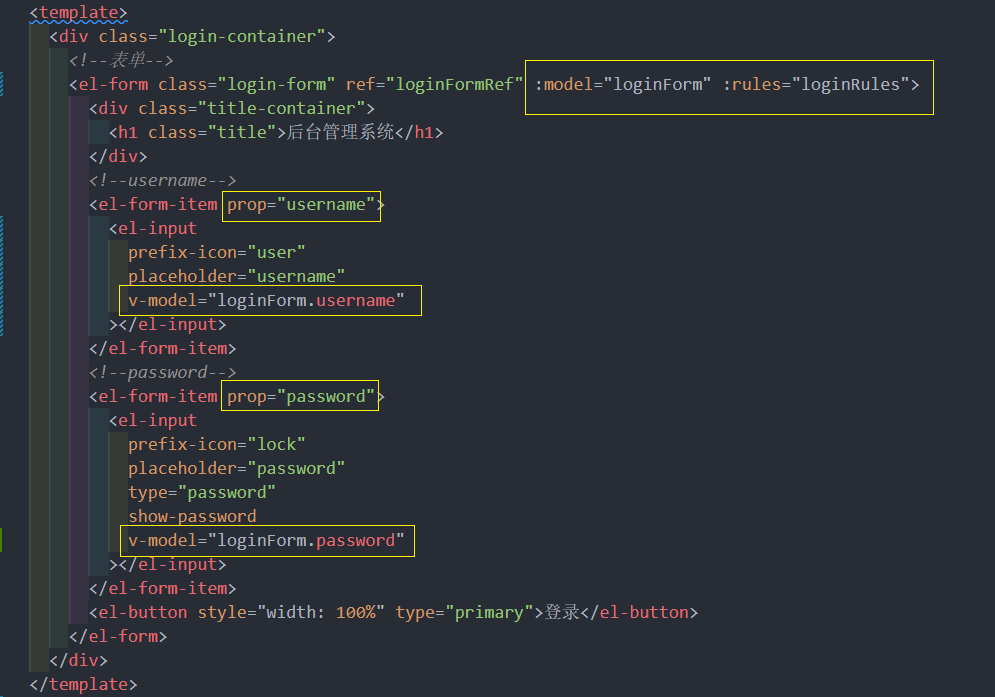 <template>
<div class="login-container">
<!--表单-->
<el-form class="login-form" ref="loginFormRef" :model="loginForm" :rules="loginRules">
<div class="title-container">
<h1 class="title">后台管理系统</h1>
</div>
<!--username-->
<el-form-item prop="username">
<el-input
prefix-icon="user"
placeholder="username"
v-model="loginForm.username"
></el-input>
</el-form-item>
<!--password-->
<el-form-item prop="password">
<el-input
prefix-icon="lock"
placeholder="password"
type="password"
show-password
v-model="loginForm.password"
></el-input>
</el-form-item>
<el-button style="width: 100%" type="primary">登录</el-button>
</el-form>
</div>
</template>